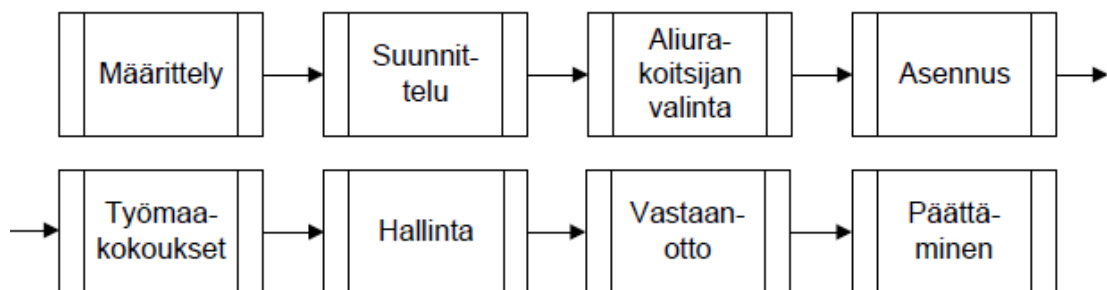 Määrittely
Suunnit-
telu
Aliura-
koitsijan
valinta
Asennus
Työmaa-
kokoukset
Hallinta
Vastaan-
otto
Päättä-
minen